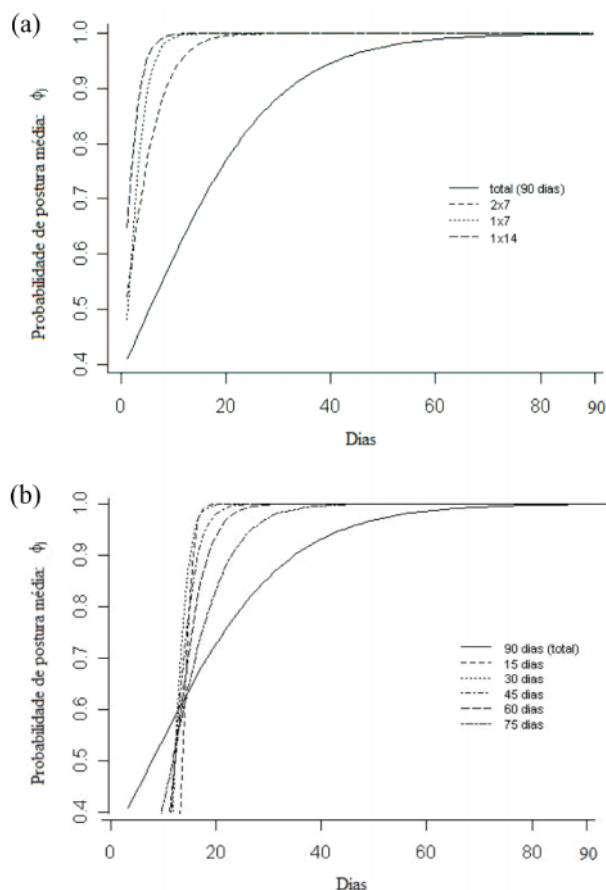 (a)
Probabilidade de postura média: ϕj
1.0
0.9
0.8
0.7
0.6
0.5
0.4
total (90 dias)
2x7
1x7
1x14
0 20 40 60 80 90
Dias
(b)
Probabilidade de postura média: ϕj
1.0
0.9
0.8
0.7
0.6
0.5
0.4
90 dias (total)
15 dias
30 dias
45 dias
60 dias
75 dias
0 20 40 60 80 90
Dias